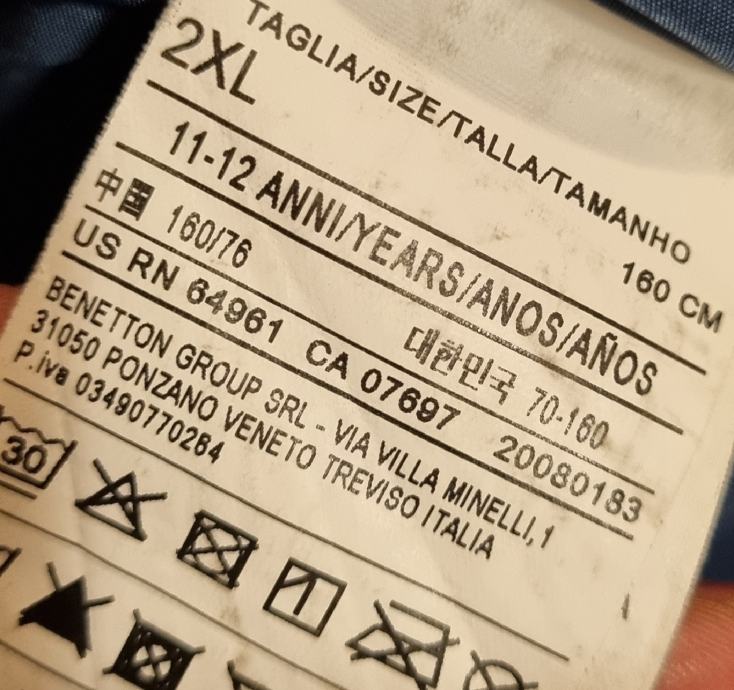 TAGLIA/SIZE/TALLA/TAMANHO
2XL 160 CM
11-12 ANNI/YEARS/ANOS/AÑOS
中國 160/76 대한민국 70-160
US RN 64961 CA 07697 20080183
BENETTON GROUP SRL - VIA VILLA MINELLI,1
31050 PONZANO VENETO TREVISO ITALIA
P.iva 03490770264
30